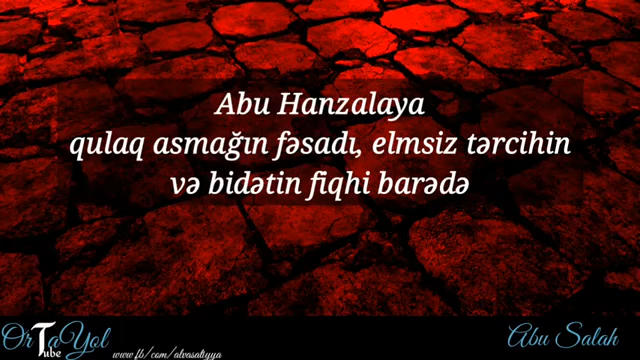 Abu Hanzalaya
qulaq asmağın fəsadı, elmsiz tərcihin
və bidətin fiqhi barədə
OrTaYol
Tube
www.fb/com/alvasatiyya
Abu Salah